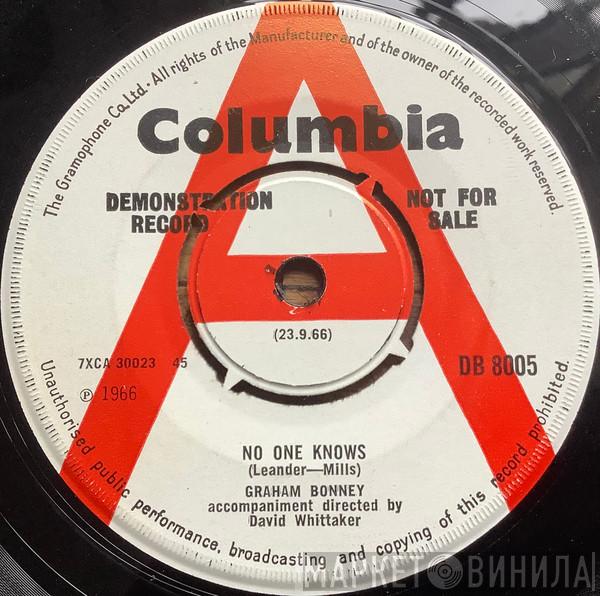 The Gramophone Co. Ltd. · All rights of the Manufacturer and of the owner of the recorded work reserved.
Columbia
DEMONSTRATION
RECORD
NOT FOR
SALE
(23.9.66)
7XCA 30023 45
℗ 1966
DB 8005
NO ONE KNOWS
(Leander—Mills)
GRAHAM BONNEY
accompaniment directed by
David Whittaker
Unauthorised public performance, broadcasting and copying of this record prohibited.
A
МАРКЕТ ВИНИЛА